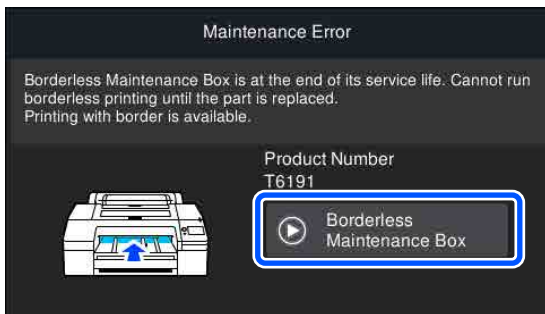 Maintenance Error
Borderless Maintenance Box is at the end of its service life. Cannot run
borderless printing until the part is replaced.
Printing with border is available.
Product Number
T6191
Borderless
Maintenance Box